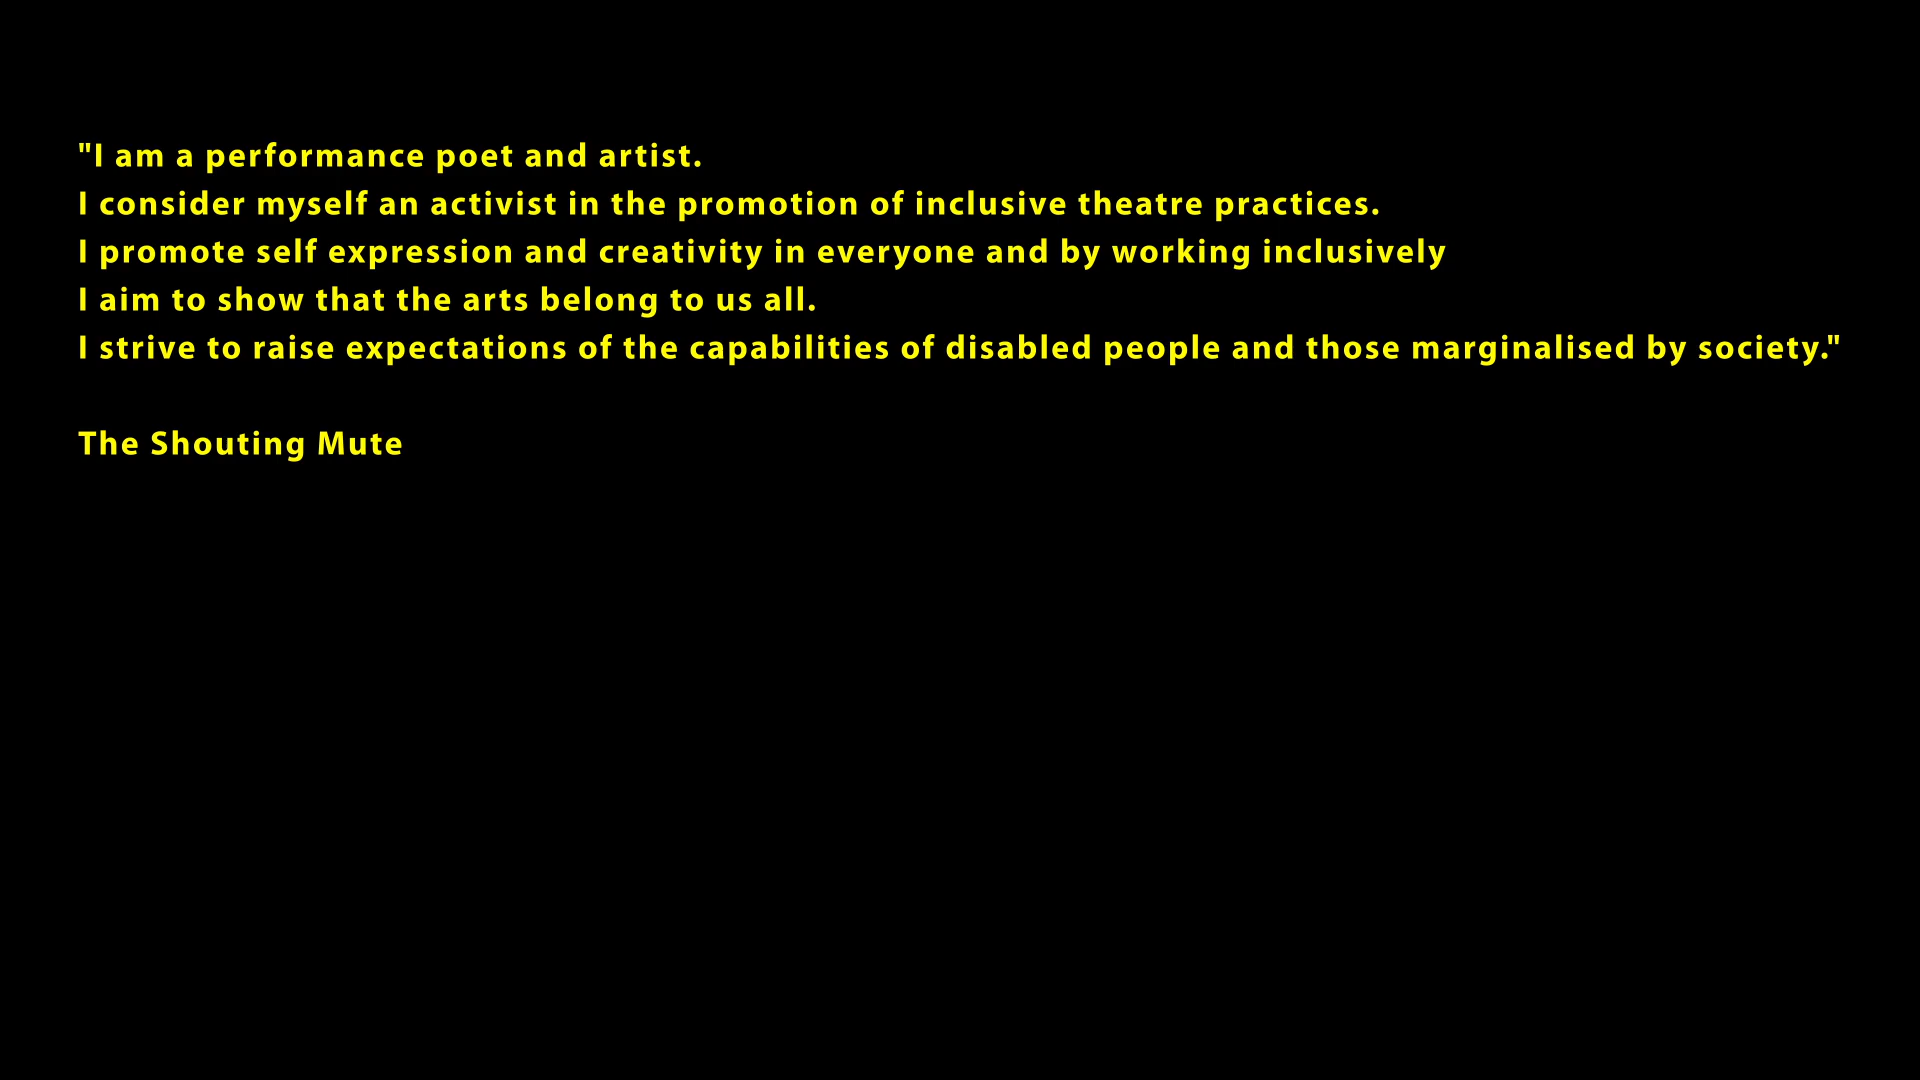 "I am a performance poet and artist.
I consider myself an activist in the promotion of inclusive theatre practices.
I promote self expression and creativity in everyone and by working inclusively
I aim to show that the arts belong to us all.
I strive to raise expectations of the capabilities of disabled people and those marginalised by society."
The Shouting Mute